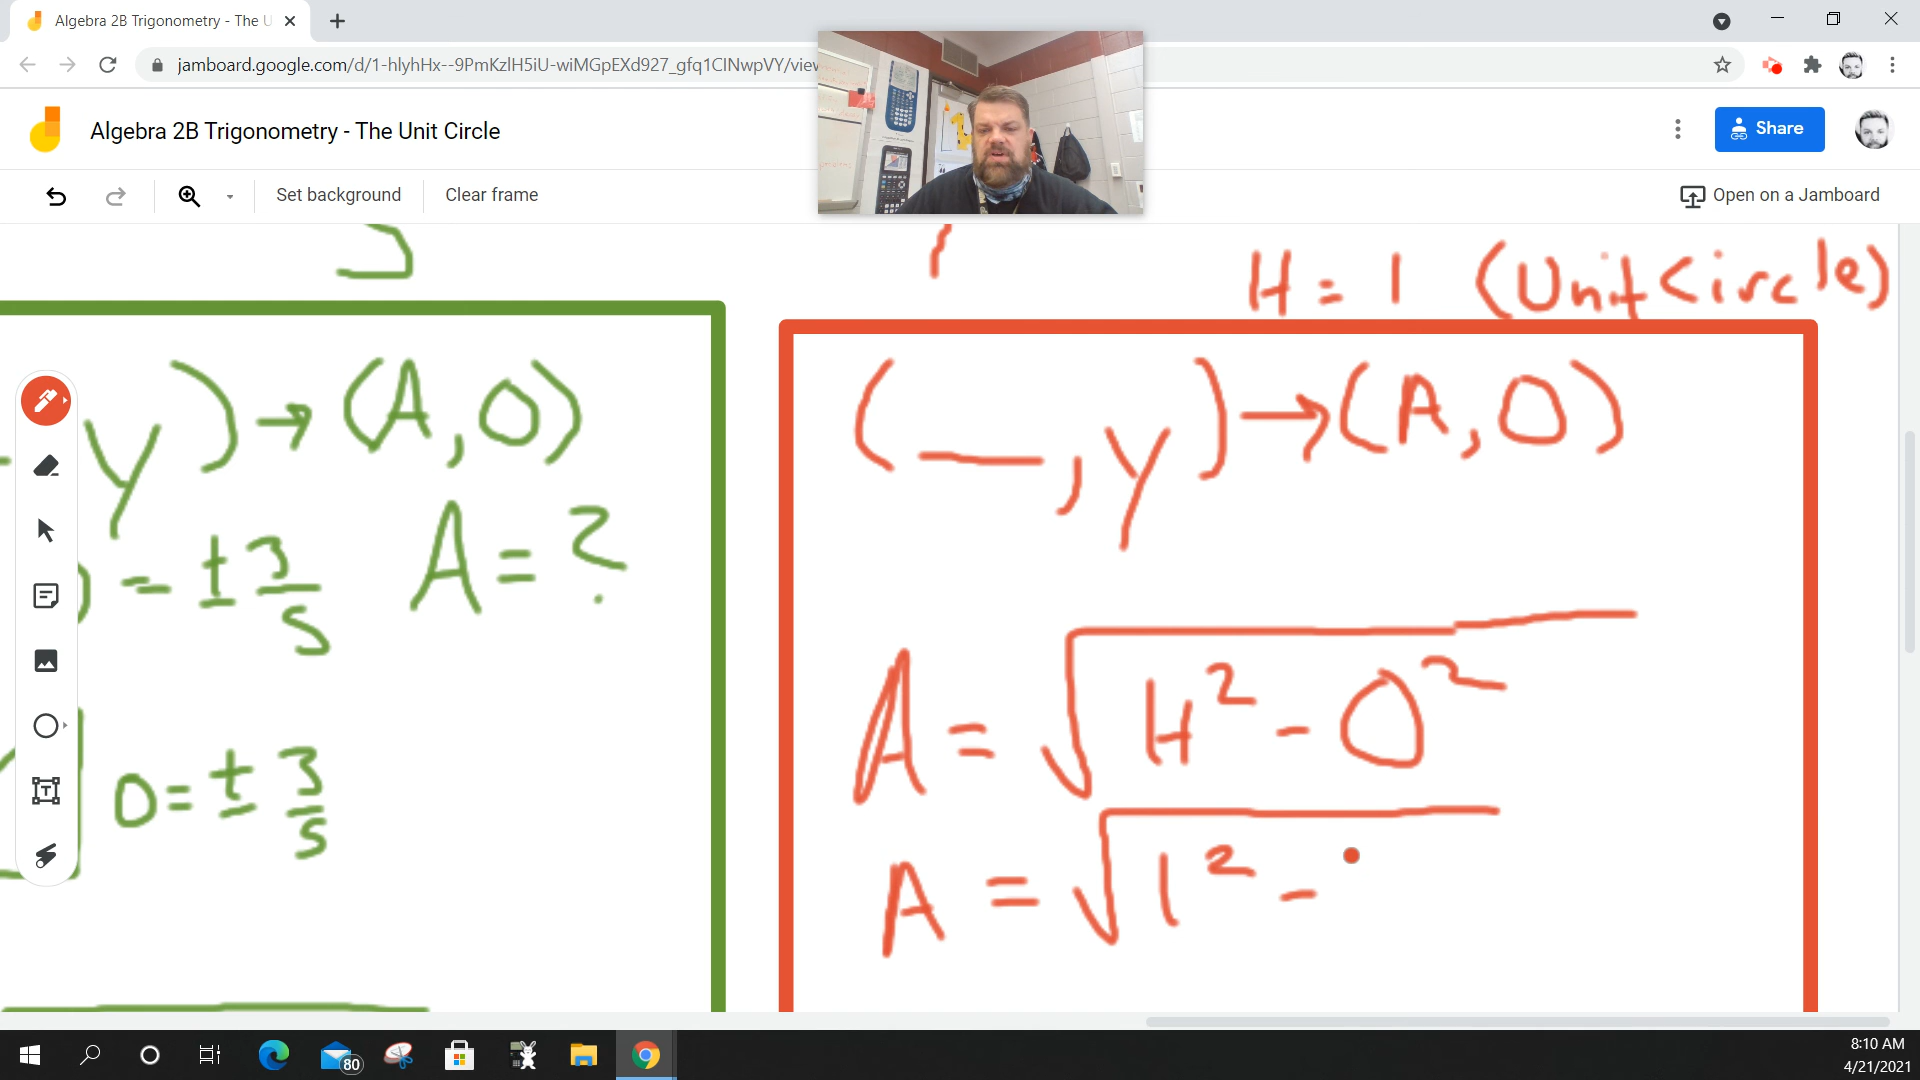 Algebra 2B Trigonometry - The U
jamboard.google.com/d/1-hlyhHx--9PmKzlH5iU-wiMGpEXd927_gfq1CINwpVY/view
Algebra 2B Trigonometry - The Unit Circle
Share
Set background
Clear frame
Open on a Jamboard
5
H = 1 (Unit Circle)
y) → (A, O)
= ± 3/5 A = ?
O = ± 3/5
(__, y) → (A, O)
A = √H² - O²
A = √1² -
80
8:10 AM
4/21/2021